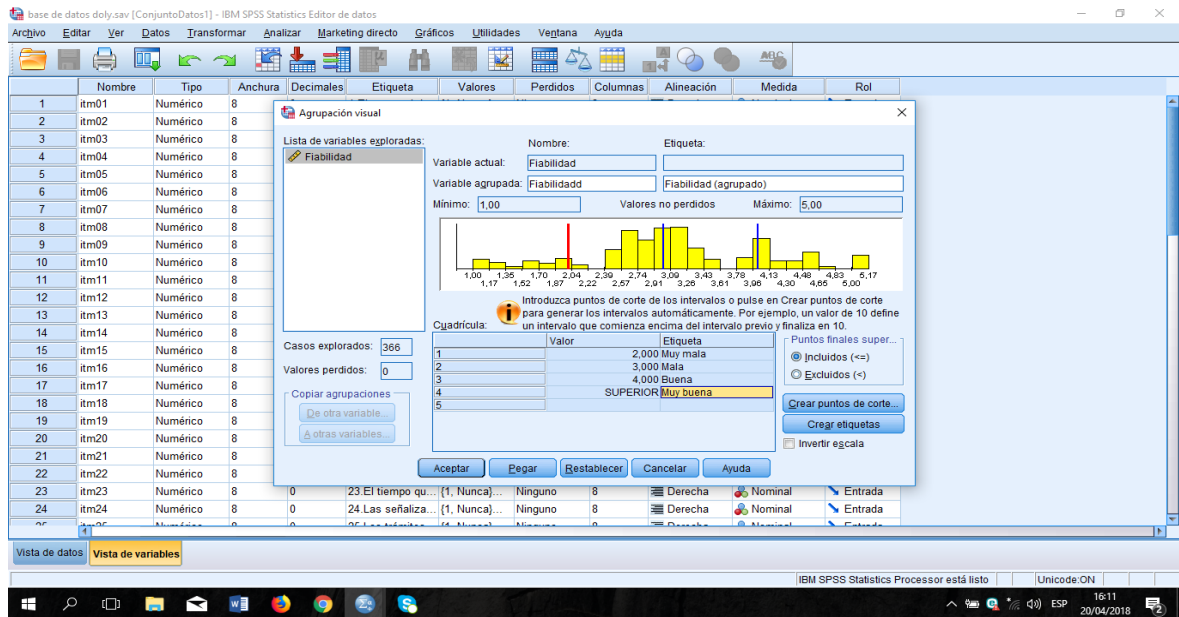 base de datos doly.sav [ConjuntoDatos1] - IBM SPSS Statistics Editor de datos
Archivo Editar Ver Datos Transformar Analizar Marketing directo Gráficos Utilidades Ventana Ayuda
Nombre Tipo Anchura Decimales Etiqueta Valores Perdidos Columnas Alineación Medida Rol
1 itm01 Numérico 8
2 itm02 Numérico 8
3 itm03 Numérico 8
4 itm04 Numérico 8
5 itm05 Numérico 8
6 itm06 Numérico 8
7 itm07 Numérico 8
8 itm08 Numérico 8
9 itm09 Numérico 8
10 itm10 Numérico 8
11 itm11 Numérico 8
12 itm12 Numérico 8
13 itm13 Numérico 8
14 itm14 Numérico 8
15 itm15 Numérico 8
16 itm16 Numérico 8
17 itm17 Numérico 8
18 itm18 Numérico 8
19 itm19 Numérico 8
20 itm20 Numérico 8
21 itm21 Numérico 8
22 itm22 Numérico 8
23 itm23 Numérico 8 0 23.El tiempo qu... {1, Nunca}... Ninguno 8 Derecha Nominal Entrada
24 itm24 Numérico 8 0 24.Las señaliza... {1, Nunca}... Ninguno 8 Derecha Nominal Entrada
Agrupación visual
Lista de variables exploradas:
Fiabilidad
Nombre: Etiqueta:
Variable actual: Fiabilidad
Variable agrupada: Fiabilidadd Fiabilidad (agrupado)
Mínimo: 1,00 Valores no perdidos Máximo: 5,00
1,00 1,35 1,70 2,04 2,39 2,74 3,09 3,43 3,78 4,13 4,48 4,83 5,17
1,17 1,52 1,87 2,22 2,57 2,91 3,26 3,61 3,96 4,30 4,65 5,00
Introduzca puntos de corte de los intervalos o pulse en Crear puntos de corte
para generar los intervalos automáticamente. Por ejemplo, un valor de 10 define
un intervalo que comienza encima del intervalo previo y finaliza en 10.
Cuadrícula:
Valor Etiqueta
1 2,000 Muy mala
2 3,000 Mala
3 4,000 Buena
4 SUPERIOR Muy buena
5
Casos explorados: 366
Valores perdidos: 0
Copiar agrupaciones
De otra variable...
A otras variables...
Puntos finales super...
Incluidos (<=)
Excluidos (<)
Crear puntos de corte...
Crear etiquetas
Invertir escala
Aceptar Pegar Restablecer Cancelar Ayuda
Vista de datos Vista de variables
IBM SPSS Statistics Processor está listo Unicode:ON
ESP
16:11
20/04/2018